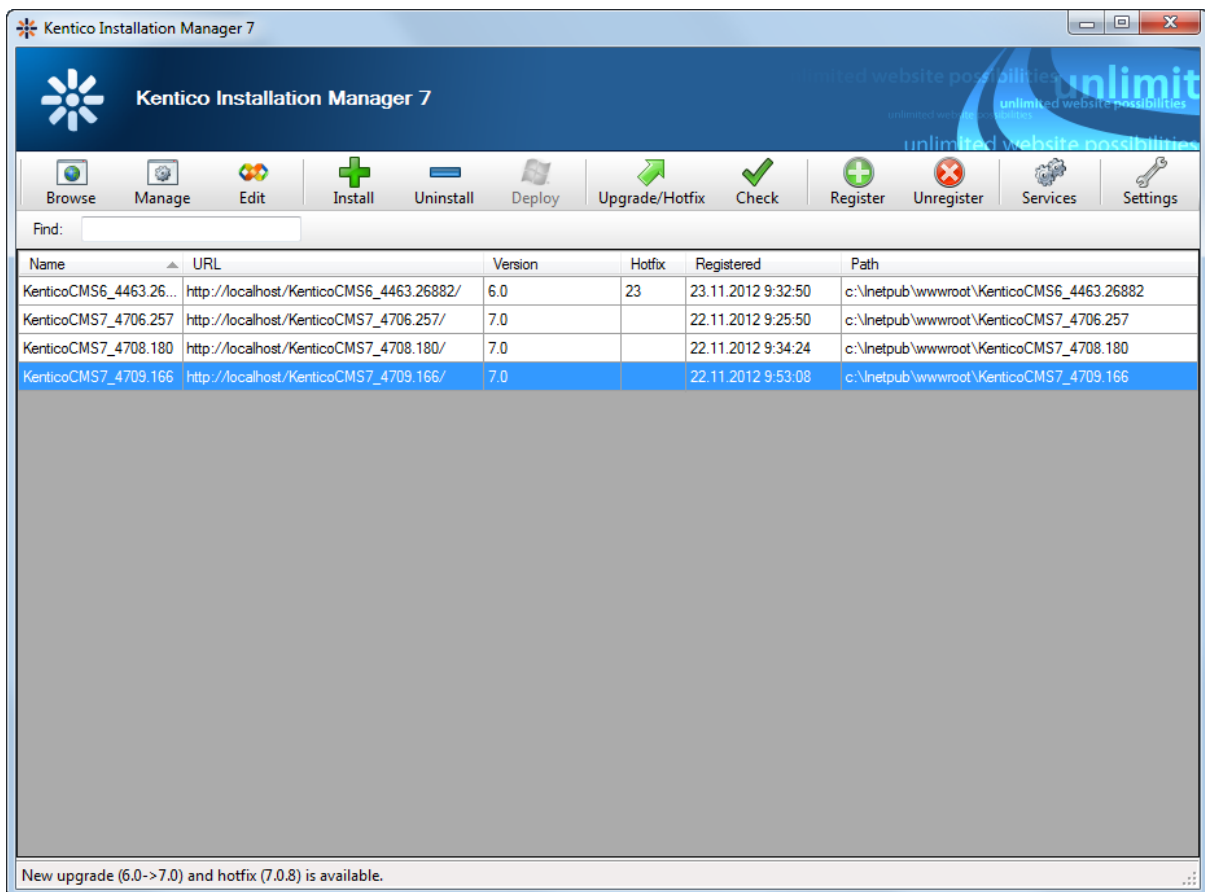 Kentico Installation Manager 7
Kentico Installation Manager 7
united website possibilities
unlimit
unlimited website possibilities
unlimited website possibilities
unlimited website possibilities
Browse Manage Edit Install Uninstall Deploy Upgrade/Hotfix Check Register Unregister Services Settings
Find:
Name URL Version Hotfix Registered Path
KenticoCMS6_4463.26... http://localhost/KenticoCMS6_4463.26882/ 6.0 23 23.11.2012 9:32:50 c:\Inetpub\wwwroot\KenticoCMS6_4463.26882
KenticoCMS7_4706.257 http://localhost/KenticoCMS7_4706.257/ 7.0 22.11.2012 9:25:50 c:\Inetpub\wwwroot\KenticoCMS7_4706.257
KenticoCMS7_4708.180 http://localhost/KenticoCMS7_4708.180/ 7.0 22.11.2012 9:34:24 c:\Inetpub\wwwroot\KenticoCMS7_4708.180
KenticoCMS7_4709.166 http://localhost/KenticoCMS7_4709.166/ 7.0 22.11.2012 9:53:08 c:\Inetpub\wwwroot\KenticoCMS7_4709.166
New upgrade (6.0->7.0) and hotfix (7.0.8) is available.